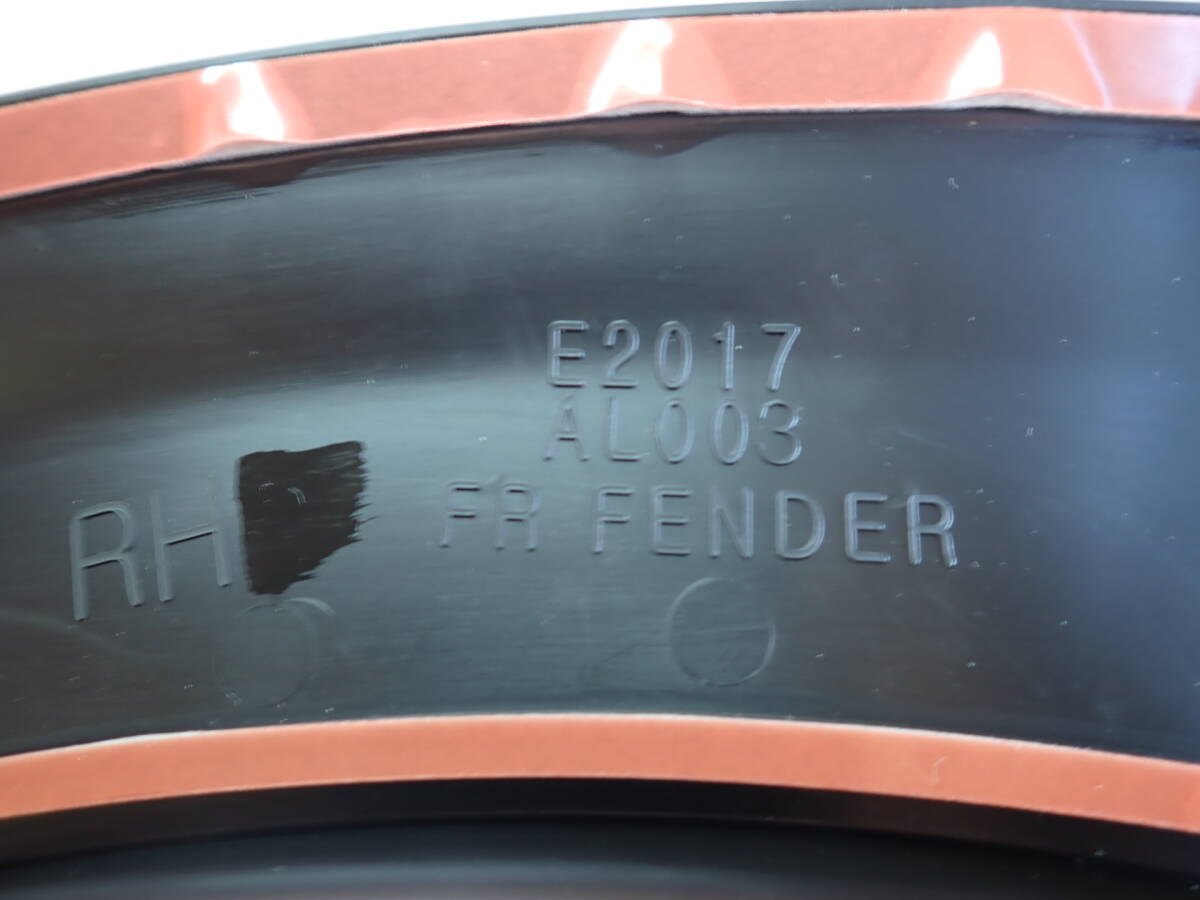 E2017
AL003
FR FENDER
RH